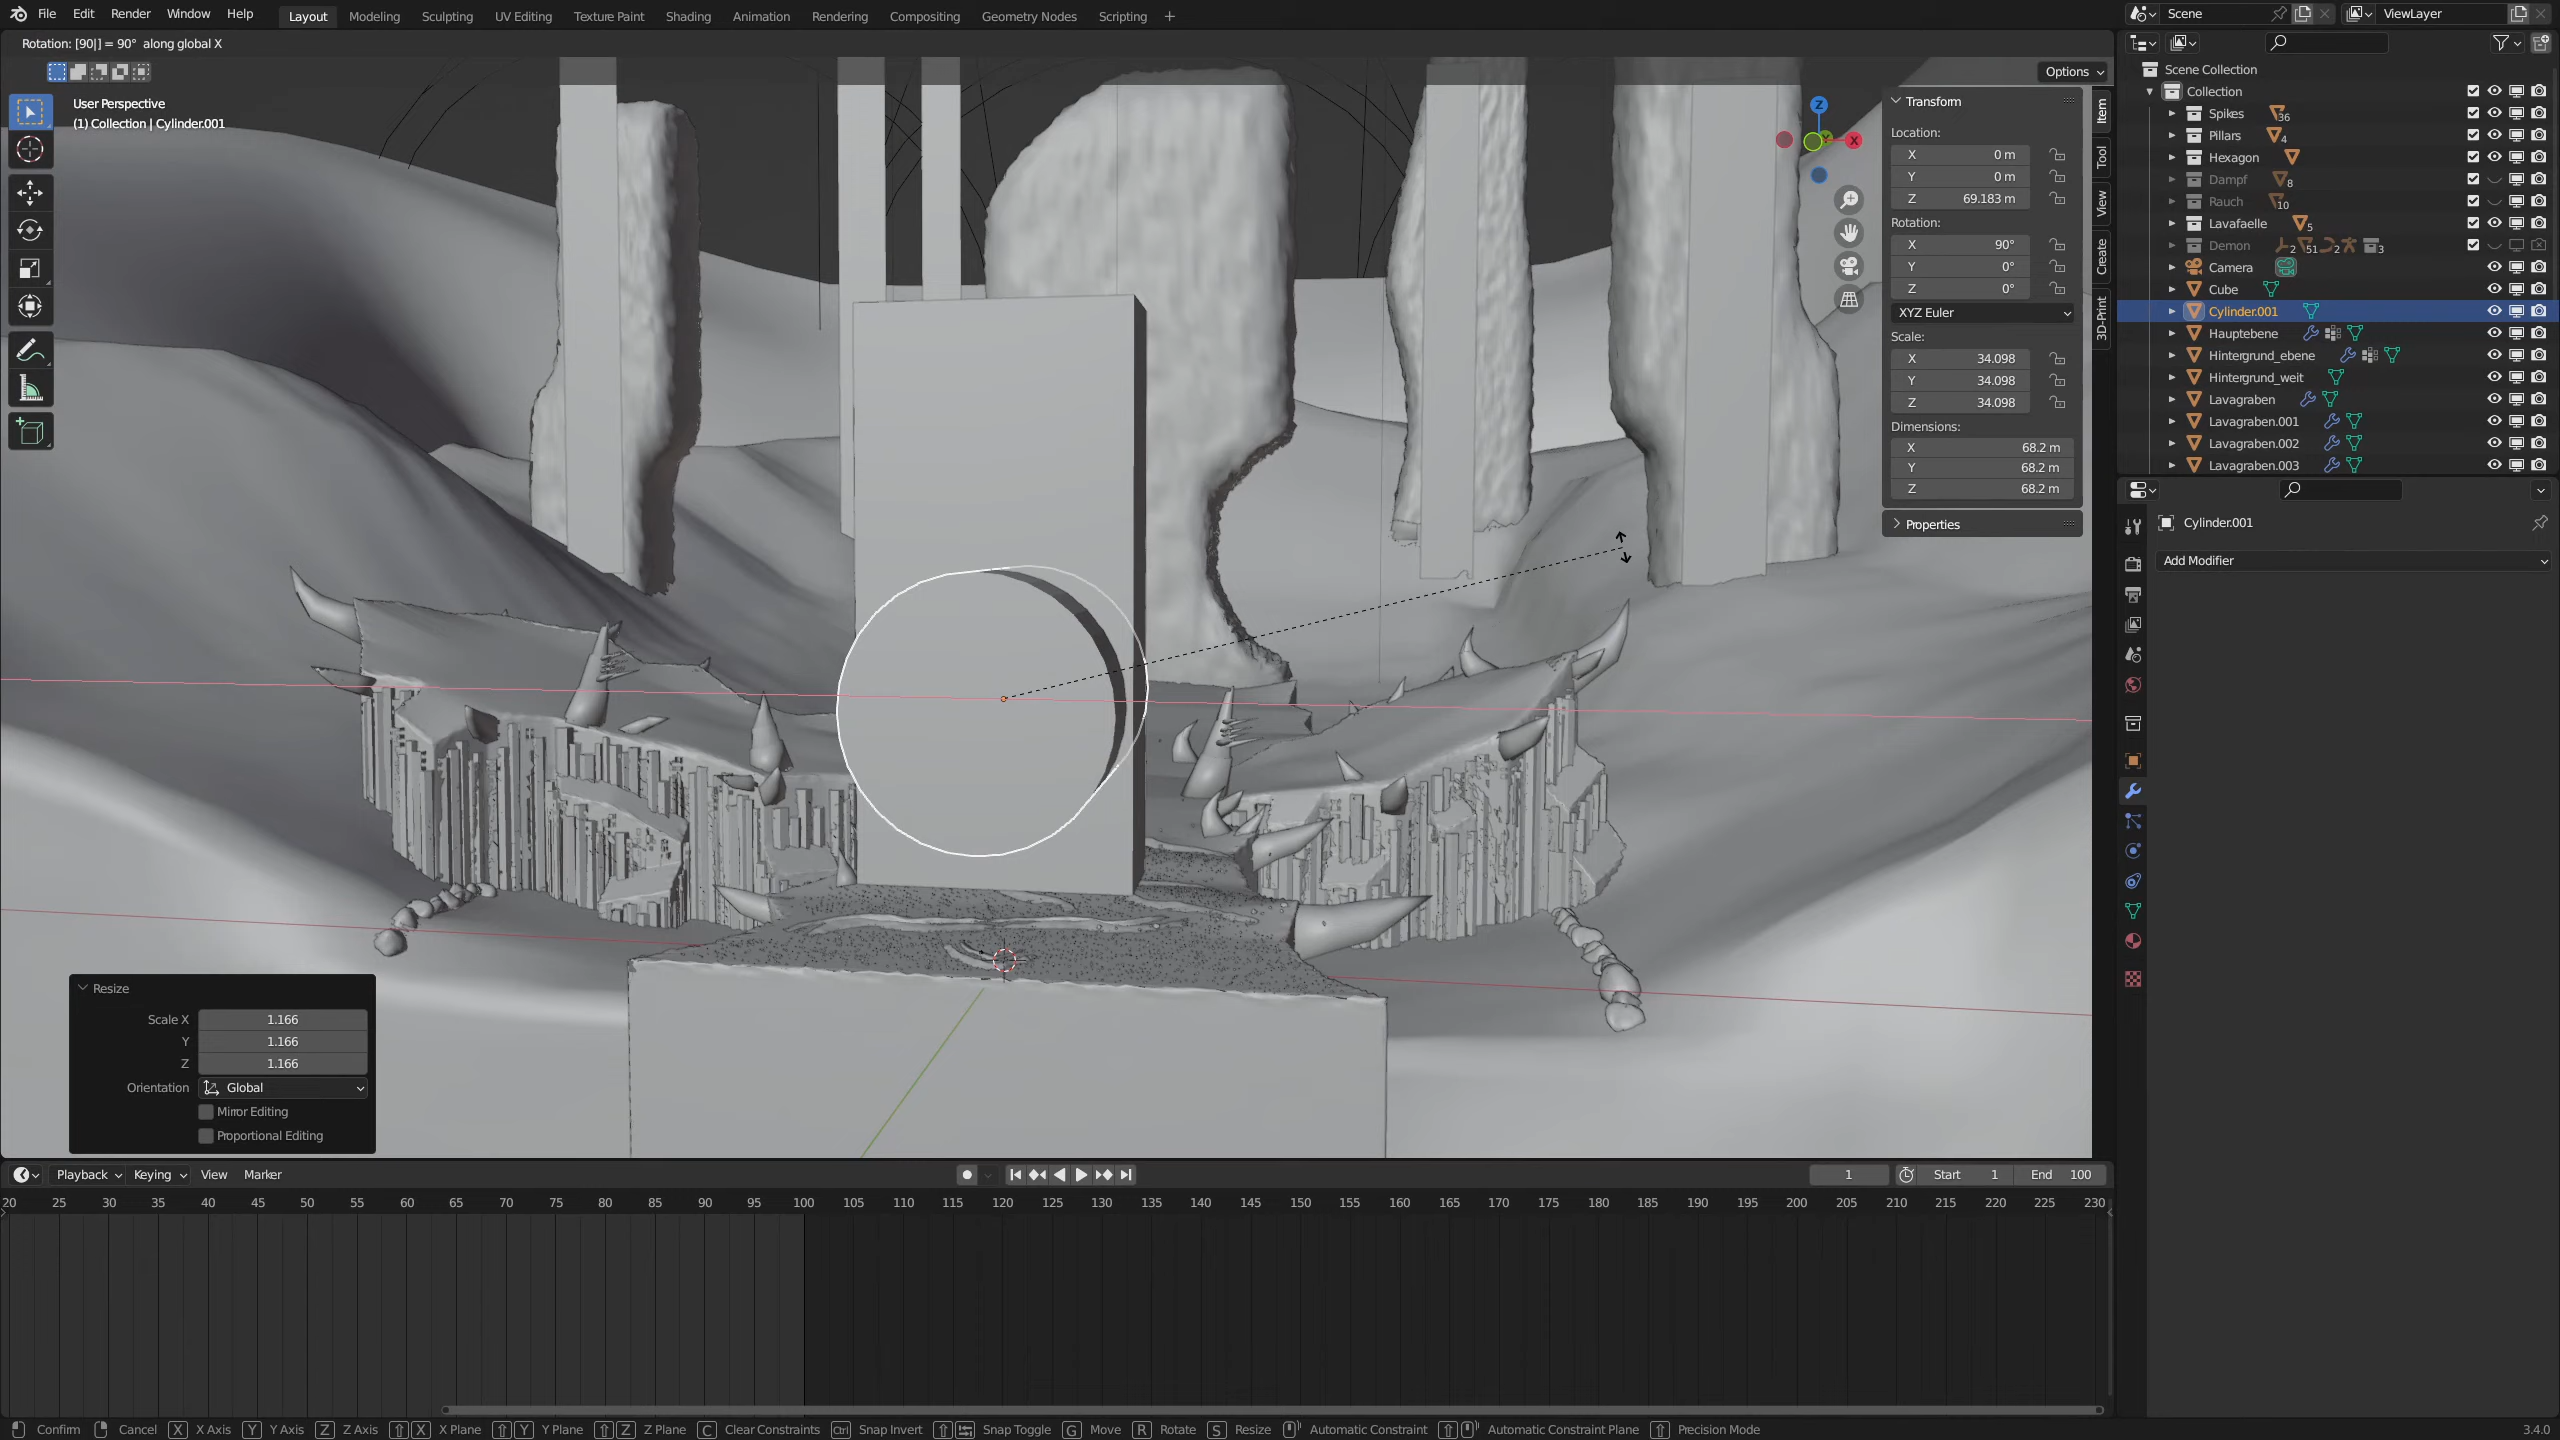 File Edit Render Window Help Layout Modeling Sculpting UV Editing Texture Paint Shading Animation Rendering Compositing Geometry Nodes Scripting +
Scene ViewLayer
Rotation: [90|] = 90° along global X
Options
User Perspective
(1) Collection | Cylinder.001
Z
Y
X
Transform
Location:
X 0 m
Y 0 m
Z 69.183 m
Rotation:
X 90°
Y 0°
Z 0°
XYZ Euler
Scale:
X 34.098
Y 34.098
Z 34.098
Dimensions:
X 68.2 m
Y 68.2 m
Z 68.2 m
Properties
Item
Tool
View
Create
3D-Print
Scene Collection
Collection
Spikes 36
Pillars 4
Hexagon
Dampf 8
Rauch 10
Lavafaelle 5
Demon 2 51 2 3
Camera
Cube
Cylinder.001
Hauptebene
Hintergrund_ebene
Hintergrund_weit
Lavagraben
Lavagraben.001
Lavagraben.002
Lavagraben.003
Cylinder.001
Add Modifier
Resize
Scale X 1.166
Y 1.166
Z 1.166
Orientation Global
Mirror Editing
Proportional Editing
Playback Keying View Marker 1 Start 1 End 100
20 25 30 35 40 45 50 55 60 65 70 75 80 85 90 95 100 105 110 115 120 125 130 135 140 145 150 155 160 165 170 175 180 185 190 195 200 205 210 215 220 225 230
Confirm Cancel X X Axis Y Y Axis Z Z Axis X X Plane Y Y Plane Z Z Plane C Clear Constraints Ctrl Snap Invert Snap Toggle G Move R Rotate S Resize Automatic Constraint Automatic Constraint Plane Precision Mode 3.4.0